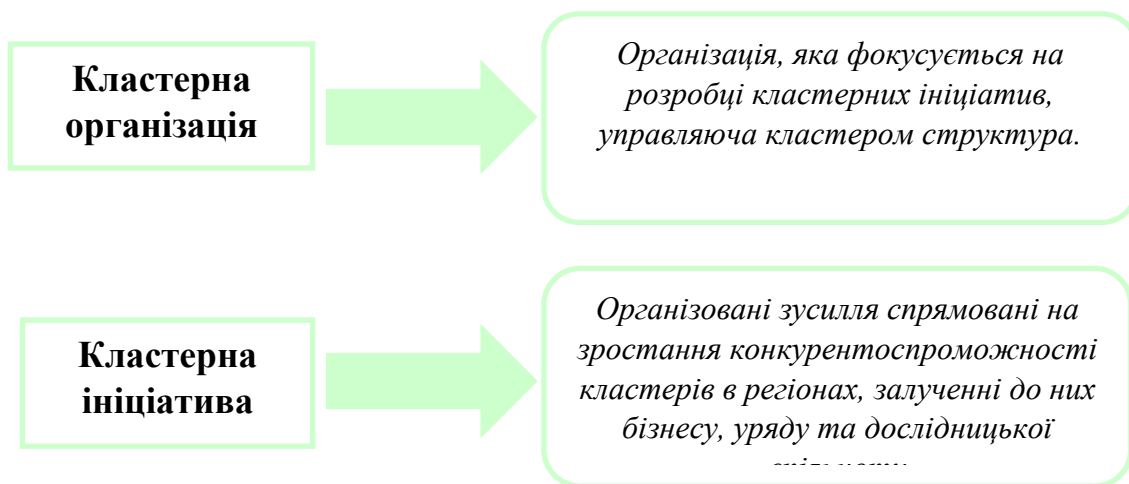 Кластерна
організація
Організація, яка фокусується на
розробці кластерних ініціатив,
управляюча кластером структура.
Кластерна
ініціатива
Організовані зусилля спрямовані на
зростання конкурентоспроможності
кластерів в регіонах, залученні до них
бізнесу, уряду та дослідницької